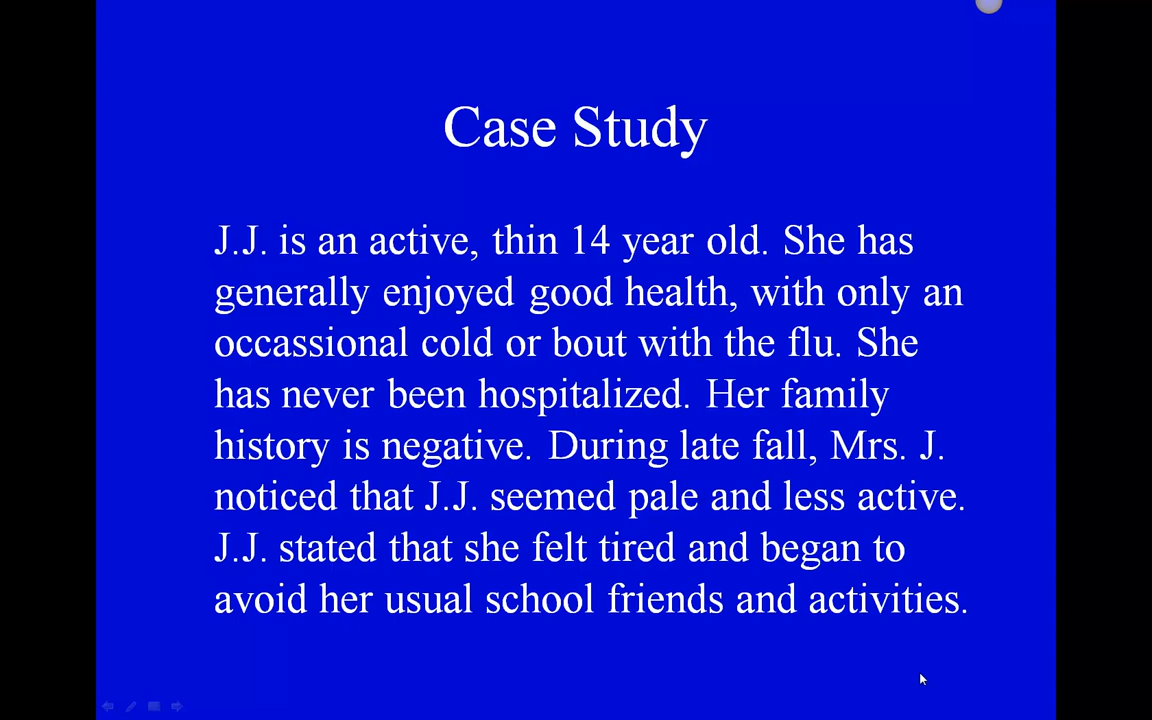 Case Study
J.J. is an active, thin 14 year old. She has
generally enjoyed good health, with only an
occassional cold or bout with the flu. She
has never been hospitalized. Her family
history is negative. During late fall, Mrs. J.
noticed that J.J. seemed pale and less active.
J.J. stated that she felt tired and began to
avoid her usual school friends and activities.